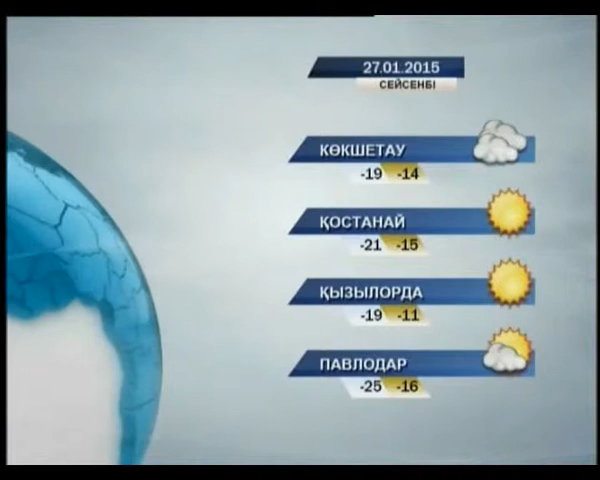 27.01.2015
СЕЙСЕНБІ
КӨКШЕТАУ
-19 -14
ҚОСТАНАЙ
-21 -15
ҚЫЗЫЛОРДА
-19 -11
ПАВЛОДАР
-25 -16